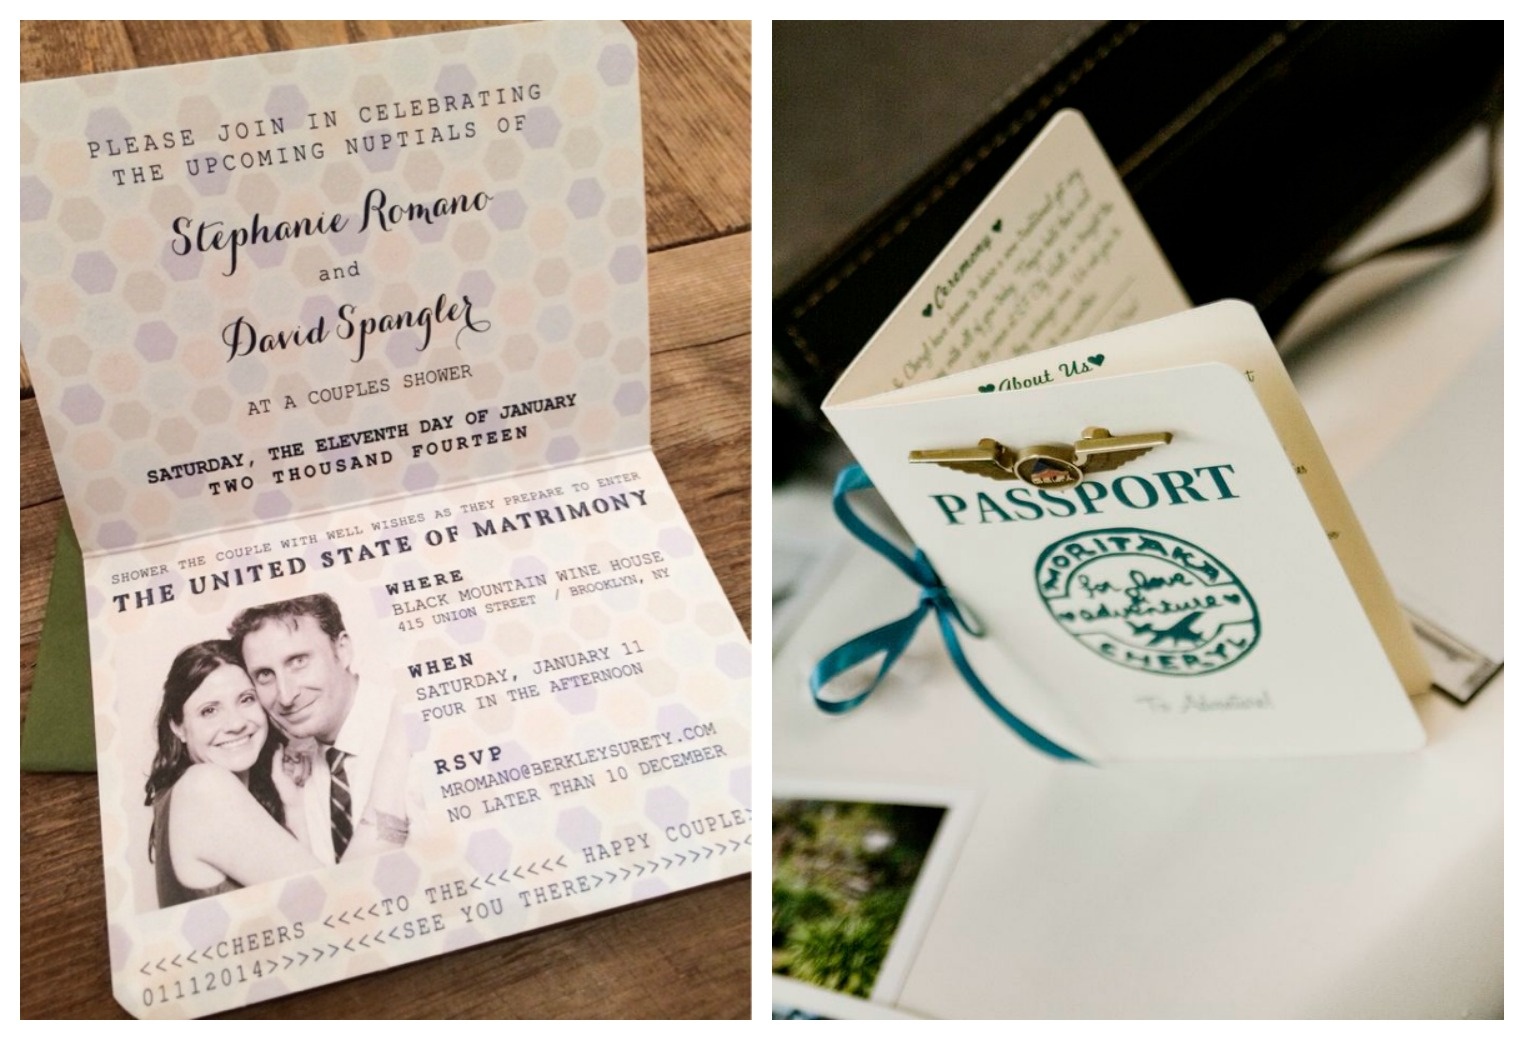 PLEASE JOIN IN CELEBRATING
THE UPCOMING NUPTIALS OF
Stephanie Romano
and
David Spangler
AT A COUPLES SHOWER
SATURDAY, THE ELEVENTH DAY OF JANUARY
TWO THOUSAND FOURTEEN
SHOWER THE COUPLE WITH WELL WISHES AS THEY PREPARE TO ENTER
THE UNITED STATE OF MATRIMONY
WHERE
BLACK MOUNTAIN WINE HOUSE
415 UNION STREET / BROOKLYN, NY
WHEN
SATURDAY, JANUARY 11
FOUR IN THE AFTERNOON
RSVP
MROMANO@BERKLEYSURETY.COM
NO LATER THAN 10 DECEMBER
<<<<<CHEERS <<<<TO THE<<<<<<< HAPPY COUPLE>
01112014>>>>><<<<SEE YOU THERE>>>>>>>>>>><
♥Ceremony♥
♥About Us♥
PASSPORT
MORITAKA
for love
♥adventure♥
CHERYL